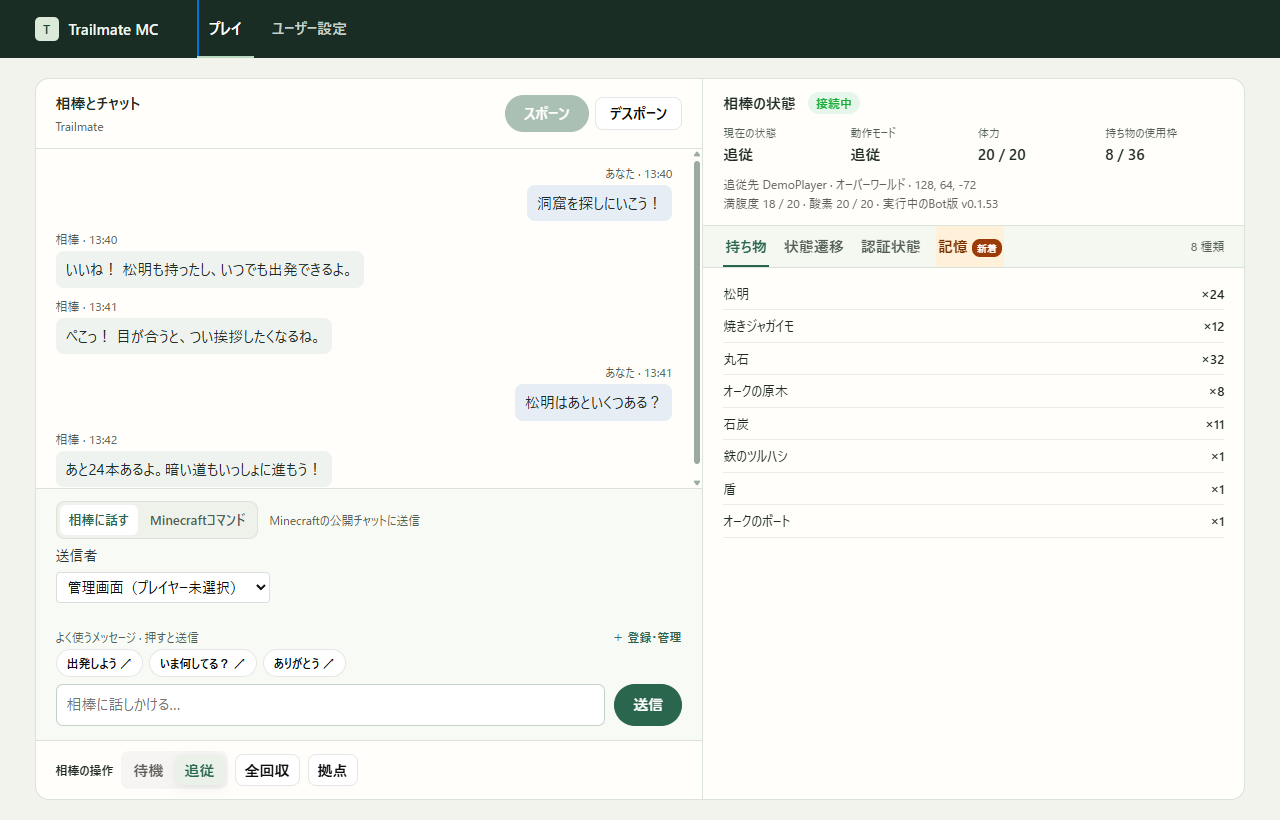 T Trailmate MC プレイ ユーザー設定
相棒とチャット
Trailmate
スポーン デスポーン
あなた · 13:40
洞窟を探しにいこう！
相棒 · 13:40
いいね！ 松明も持ったし、いつでも出発できるよ。
相棒 · 13:41
ぺこっ！ 目が合うと、つい挨拶したくなるね。
あなた · 13:41
松明はあといくつある？
相棒 · 13:42
あと24本あるよ。暗い道もいっしょに進もう！
相棒に話す Minecraftコマンド Minecraftの公開チャットに送信
送信者
管理画面（プレイヤー未選択）
よく使うメッセージ · 押すと送信 ＋ 登録・管理
出発しよう ／ いま何してる？ ／ ありがとう ／
相棒に話しかける... 送信
相棒の操作 待機 追従 全回収 拠点
相棒の状態 接続中
現在の状態 動作モード 体力 持ち物の使用枠
追従 追従 20 / 20 8 / 36
追従先 DemoPlayer · オーバーワールド · 128, 64, -72
満腹度 18 / 20 · 酸素 20 / 20 · 実行中のBot版 v0.1.53
持ち物 状態遷移 認証状態 記憶 新着 8 種類
松明 ×24
焼きジャガイモ ×12
丸石 ×32
オークの原木 ×8
石炭 ×11
鉄のツルハシ ×1
盾 ×1
オークのボート ×1